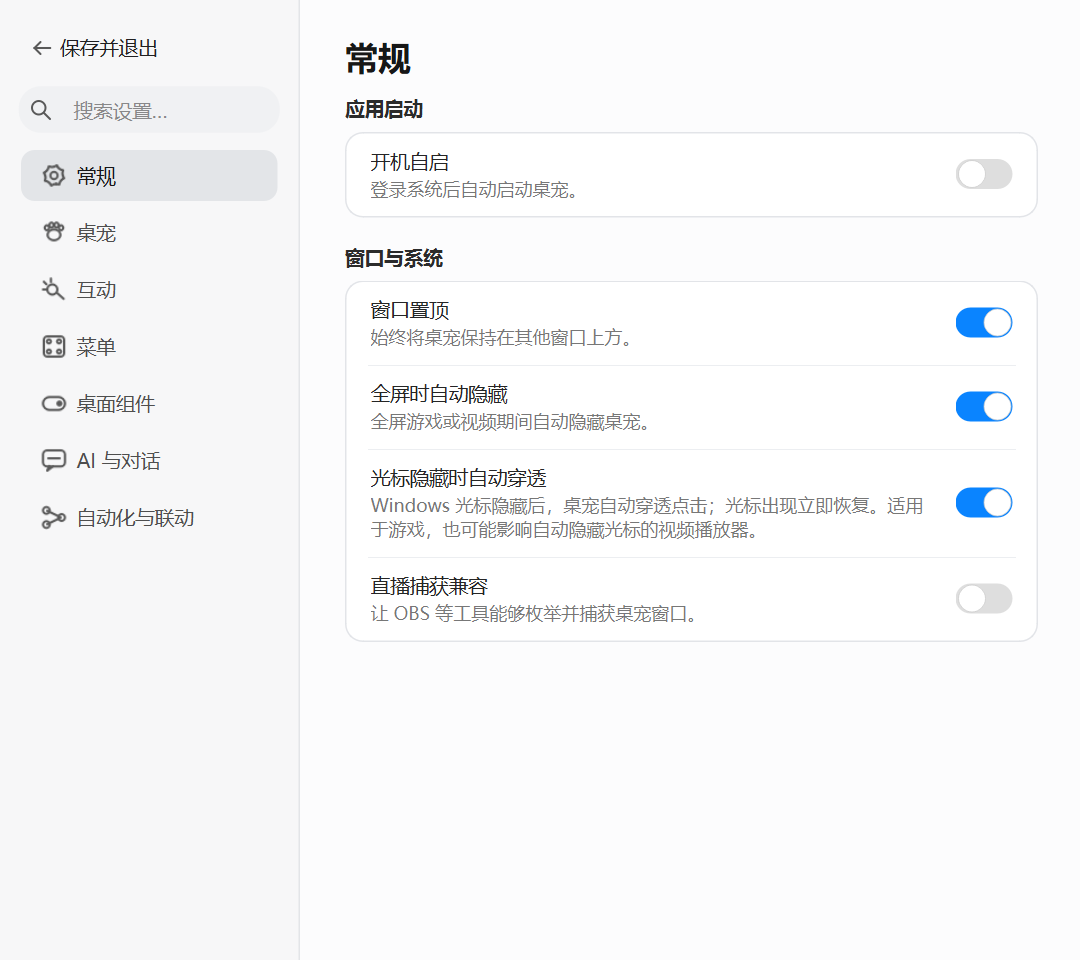 保存并退出
搜索设置...
常规
桌宠
互动
菜单
桌面组件
AI 与对话
自动化与联动
常规
应用启动
开机自启
登录系统后自动启动桌宠。
窗口与系统
窗口置顶
始终将桌宠保持在其他窗口上方。
全屏时自动隐藏
全屏游戏或视频期间自动隐藏桌宠。
光标隐藏时自动穿透
Windows 光标隐藏后，桌宠自动穿透点击；光标出现立即恢复。适用
于游戏，也可能影响自动隐藏光标的视频播放器。
直播捕获兼容
让 OBS 等工具能够枚举并捕获桌宠窗口。